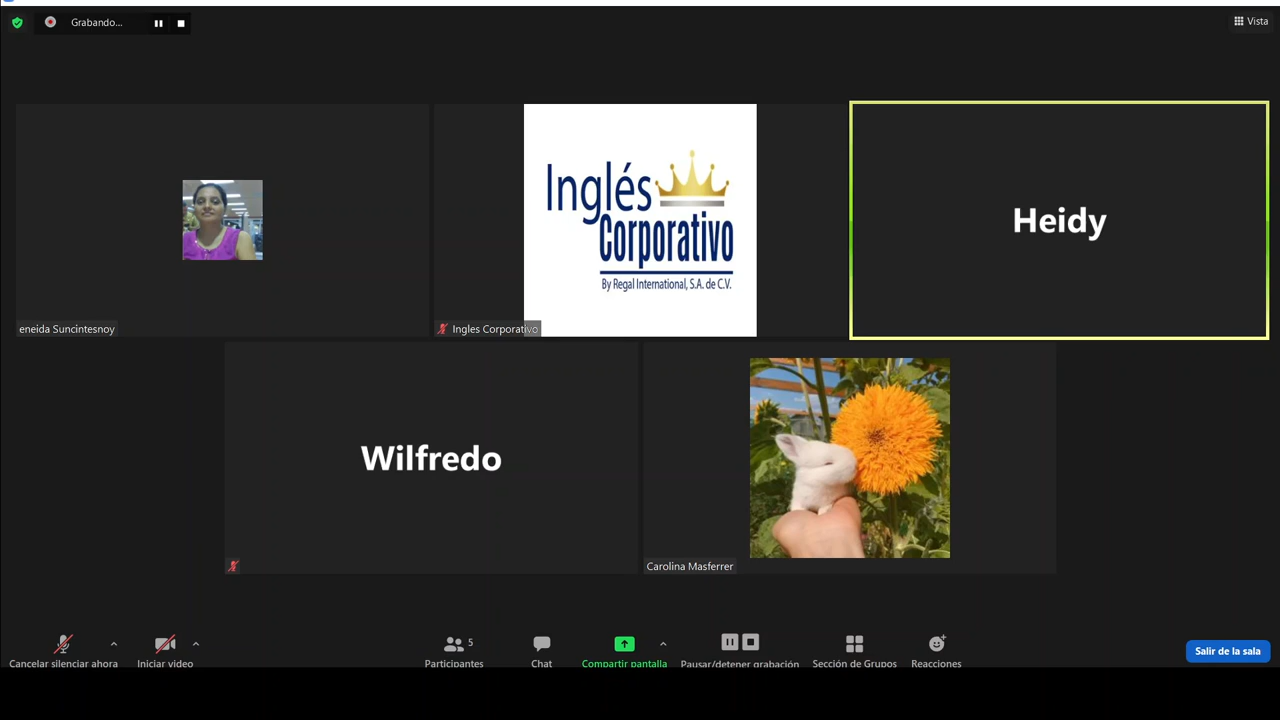 Grabando...
Vista
Inglés
Corporativo
By Regal International, S.A. de C.V.
Heidy
eneida Suncintesnoy
Ingles Corporativo
Wilfredo
Carolina Masferrer
5
Cancelar silenciar ahora
Iniciar video
Participantes
Chat
Compartir pantalla
Pausar/detener grabación
Sección de Grupos
Reacciones
Salir de la sala